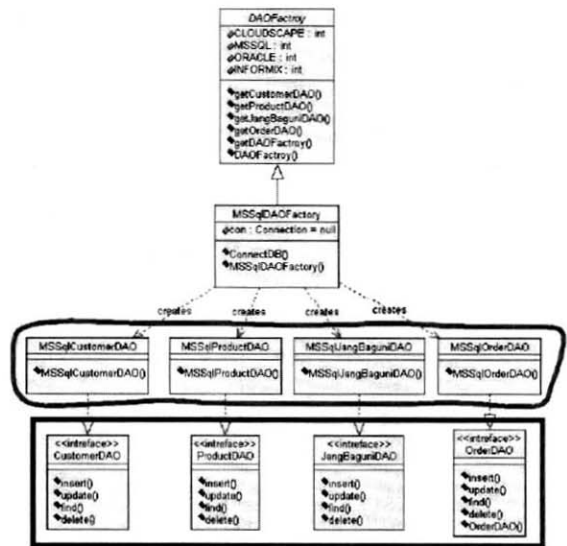 DAOFactroy
CLOUDSCAPE : int
MSSQL : int
ORACLE : int
INFORMIX : int
getCustomerDAO()
getProductDAO()
getJangBaguniDAO()
getOrderDAO()
getDAOFactroy()
DAOFactroy()
MSSqlDAOFactory
con : Connection = null
ConnectDB()
MSSqlDAOFactory()
creates creates creates creates
MSSqlCustomerDAO MSSqlProductDAO MSSqlJangBaguniDAO MSSqlOrderDAO
MSSqlCustomerDAO() MSSqlProductDAO() MSSqlJangBaguniDAO() MSSqlOrderDAO()
<<intreface>> <<intreface>> <<intreface>> <<intreface>>
CustomerDAO ProductDAO JangBaguniDAO OrderDAO
insert() insert() insert() insert()
update() update() update() update()
find() find() find() find()
delete() delete() delete() delete()
OrderDAO()